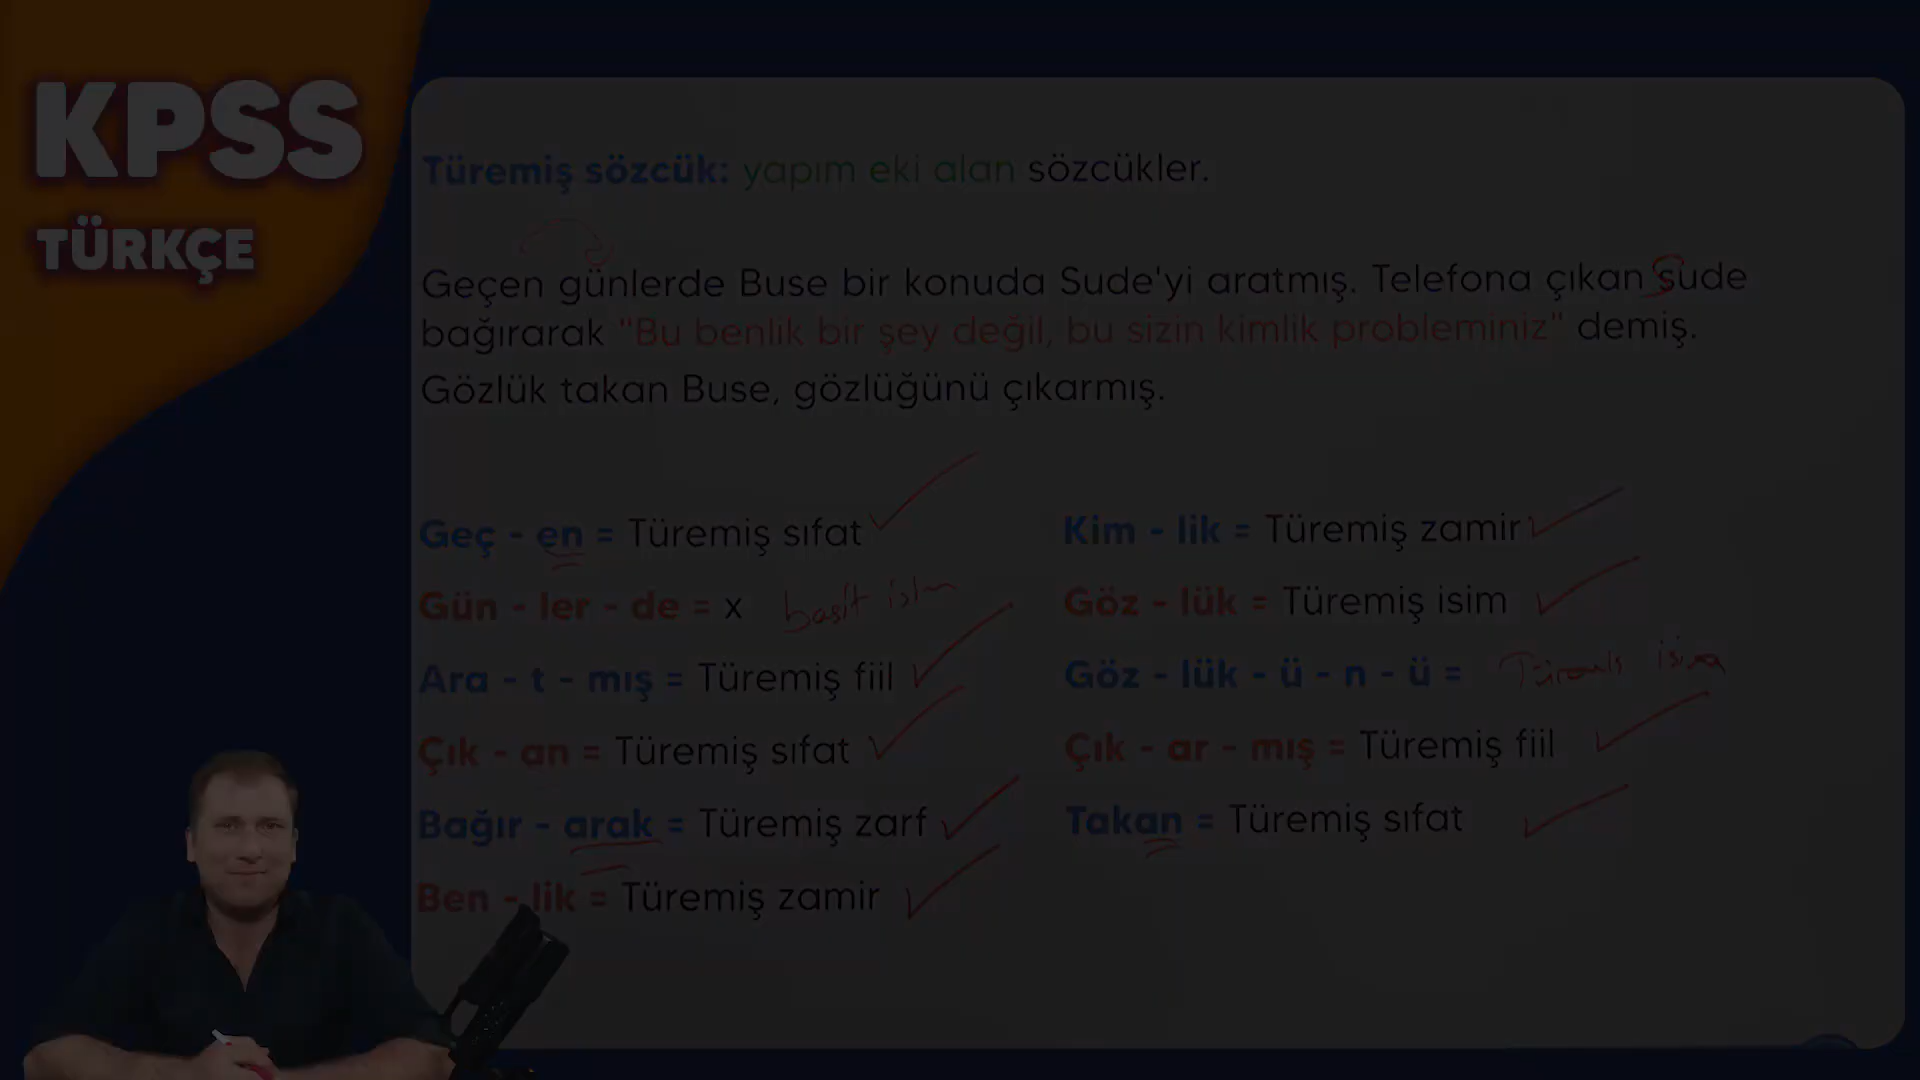 KPSS
TÜRKÇE
Türemiş sözcük: yapım eki alan sözcükler.
Geçen günlerde Buse bir konuda Sude'yi aratmış. Telefona çıkan sude
bağırarak "Bu benlik bir şey değil, bu sizin kimlik probleminiz" demiş.
Gözlük takan Buse, gözlüğünü çıkarmış.
Geç - en = Türemiş sıfat
Gün - ler - de = x basit isim
Ara - t - mış = Türemiş fiil
Çık - an = Türemiş sıfat
Bağır - arak = Türemiş zarf
Ben - lik = Türemiş zamir
Kim - lik = Türemiş zamir
Göz - lük = Türemiş isim
Göz - lük - ü - n - ü = Türemiş isim
Çık - ar - mış = Türemiş fiil
Takan = Türemiş sıfat